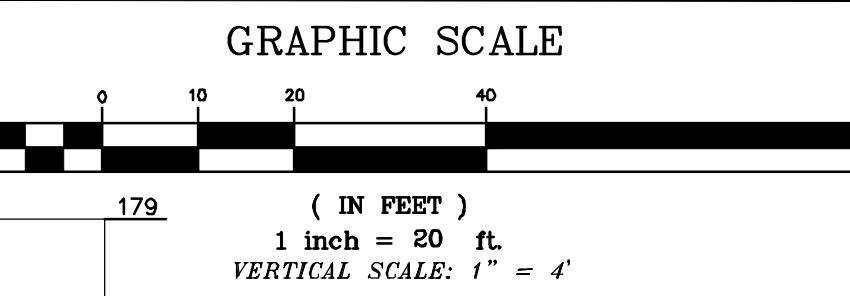 GRAPHIC SCALE
0 10 20 40
179
( IN FEET )
1 inch = 20 ft.
VERTICAL SCALE: 1" = 4'